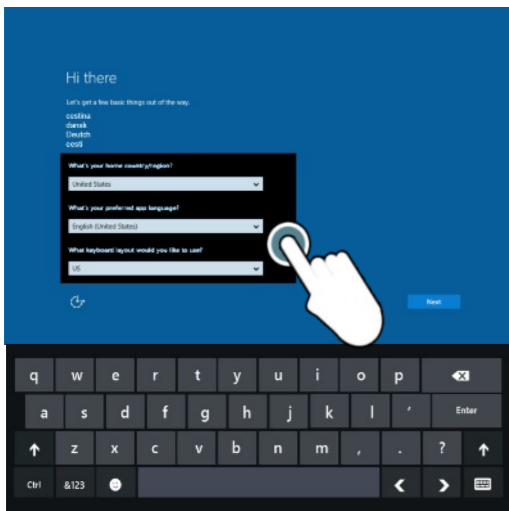 Hi there
Let's get a few basic things out of the way.
cestina
dansk
Deutch
eesti
What's your home country/region?
United States
What's your preferred app language?
English (United States)
What keyboard layout would you like to use?
US
Next
q w e r t y u i o p
a s d f g h j k l ' Enter
z x c v b n m , . ?
Ctrl &123